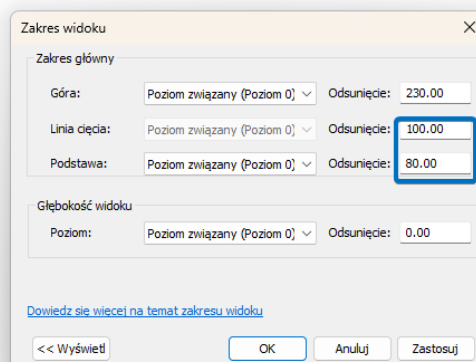 Zakres widoku
Zakres główny
Góra: Poziom związany (Poziom 0) Odsunięcie: 230.00
Linia cięcia: Poziom związany (Poziom 0) Odsunięcie: 100.00
Podstawa: Poziom związany (Poziom 0) Odsunięcie: 80.00
Głębokość widoku
Poziom: Poziom związany (Poziom 0) Odsunięcie: 0.00
Dowiedz się więcej na temat zakresu widoku
<< Wyświetl OK Anuluj Zastosuj